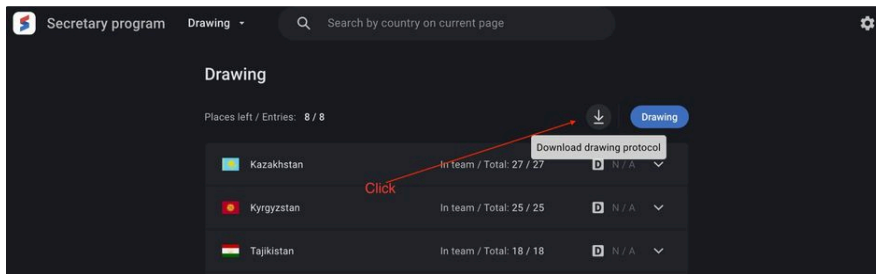 Secretary program Drawing Search by country on current page
Drawing
Places left / Entries: 8 / 8 Drawing
Download drawing protocol
Kazakhstan In team / Total: 27 / 27 D N / A
Click
Kyrgyzstan In team / Total: 25 / 25 D N / A
Tajikistan In team / Total: 18 / 18 D N / A